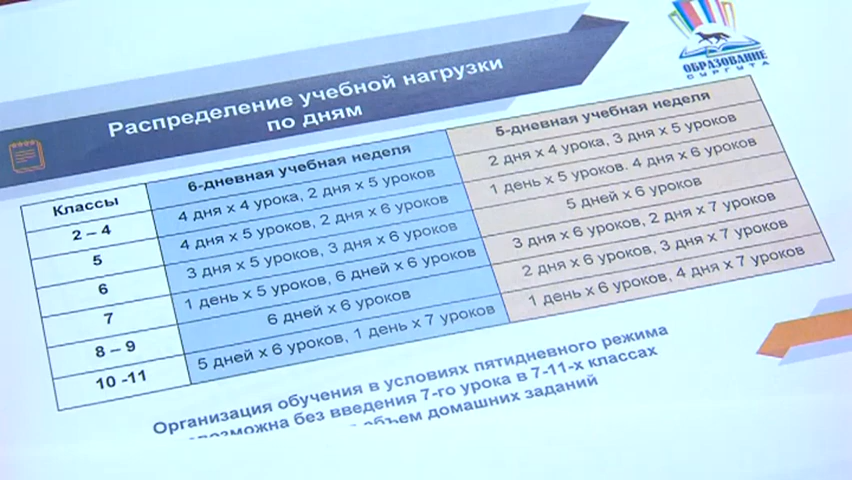 ОБРАЗОВАНИЕ
СУРГУТА
Распределение учебной нагрузки
по дням
Классы 6-дневная учебная неделя 5-дневная учебная неделя
2 – 4 4 дня х 4 урока, 2 дня х 5 уроков 2 дня х 4 урока, 3 дня х 5 уроков
5 4 дня х 5 уроков, 2 дня х 6 уроков 1 день х 5 уроков. 4 дня х 6 уроков
6 3 дня х 5 уроков, 3 дня х 6 уроков 5 дней х 6 уроков
7 1 день х 5 уроков, 6 дней х 6 уроков 3 дня х 6 уроков, 2 дня х 7 уроков
8 – 9 6 дней х 6 уроков 2 дня х 6 уроков, 3 дня х 7 уроков
10 -11 5 дней х 6 уроков, 1 день х 7 уроков 1 день х 6 уроков, 4 дня х 7 уроков
Организация обучения в условиях пятидневного режима
без введения 7-го урока в 7-11-х классах
объем домашних заданий